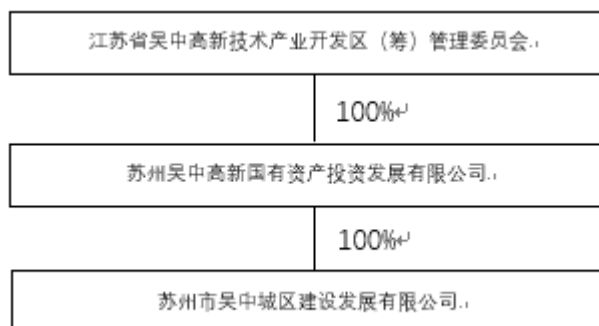 江苏省吴中高新技术产业开发区（筹）管理委员会
100%↵
苏州吴中高新国有资产投资发展有限公司
100%↵
苏州市吴中城区建设发展有限公司